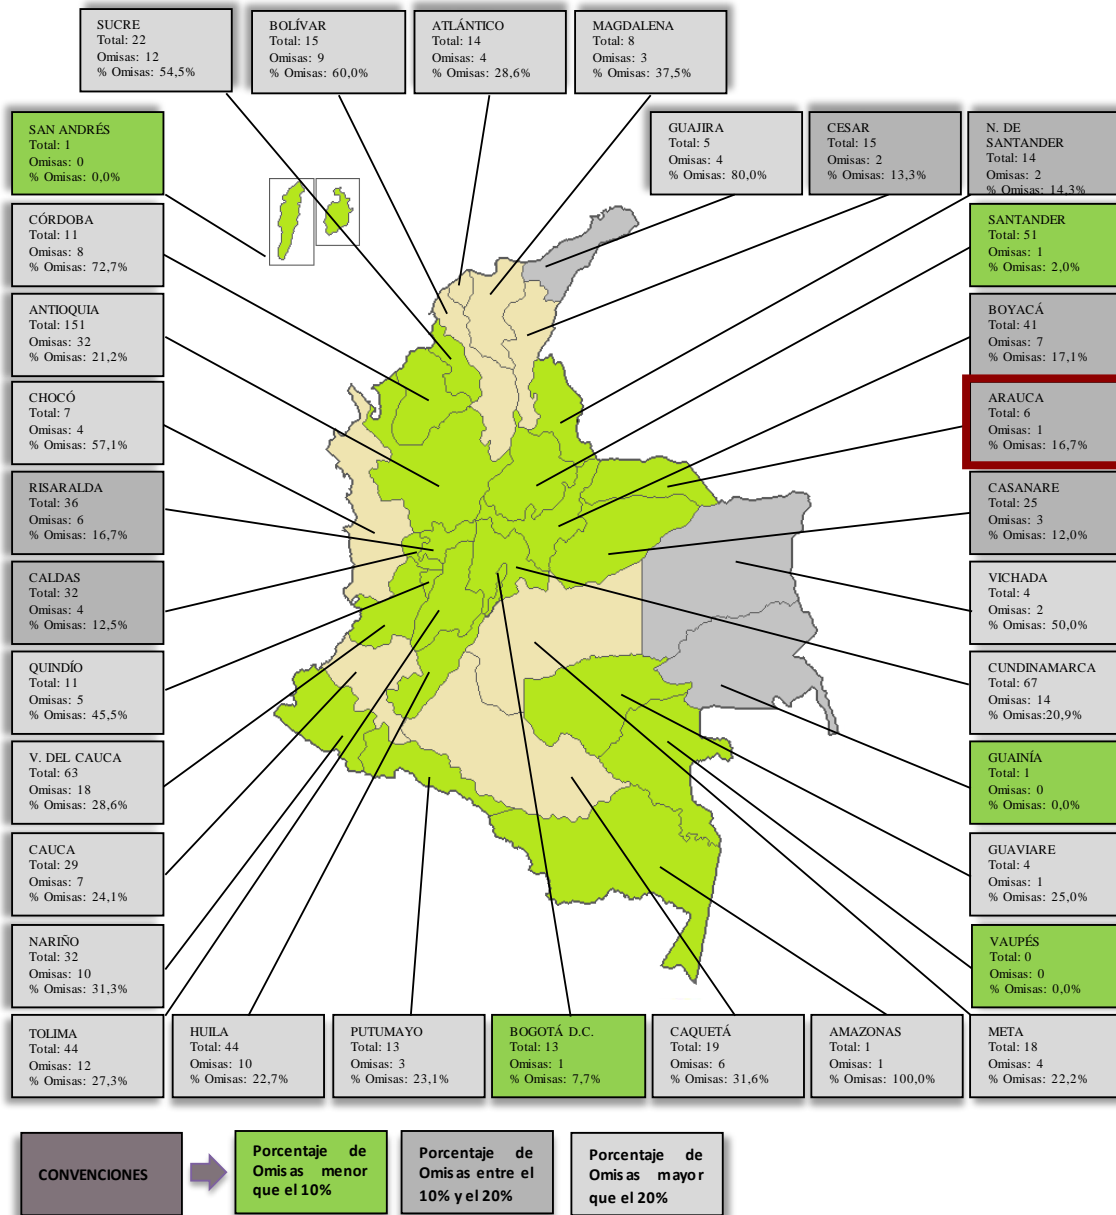 SUCRE
Total: 22
Omisas: 12
% Omisas: 54,5%
BOLÍVAR
Total: 15
Omisas: 9
% Omisas: 60,0%
ATLÁNTICO
Total: 14
Omisas: 4
% Omisas: 28,6%
MAGDALENA
Total: 8
Omisas: 3
% Omisas: 37,5%
SAN ANDRÉS
Total: 1
Omisas: 0
% Omisas: 0,0%
GUAJIRA
Total: 5
Omisas: 4
% Omisas: 80,0%
CESAR
Total: 15
Omisas: 2
% Omisas: 13,3%
N. DE
SANTANDER
Total: 14
Omisas: 2
% Omisas: 14,3%
CÓRDOBA
Total: 11
Omisas: 8
% Omisas: 72,7%
SANTANDER
Total: 51
Omisas: 1
% Omisas: 2,0%
ANTIOQUIA
Total: 151
Omisas: 32
% Omisas: 21,2%
BOYACÁ
Total: 41
Omisas: 7
% Omisas: 17,1%
CHOCÓ
Total: 7
Omisas: 4
% Omisas: 57,1%
ARAUCA
Total: 6
Omisas: 1
% Omisas: 16,7%
RISARALDA
Total: 36
Omisas: 6
% Omisas: 16,7%
CASANARE
Total: 25
Omisas: 3
% Omisas: 12,0%
CALDAS
Total: 32
Omisas: 4
% Omisas: 12,5%
VICHADA
Total: 4
Omisas: 2
% Omisas: 50,0%
QUINDÍO
Total: 11
Omisas: 5
% Omisas: 45,5%
CUNDINAMARCA
Total: 67
Omisas: 14
% Omisas:20,9%
V. DEL CAUCA
Total: 63
Omisas: 18
% Omisas: 28,6%
GUAINÍA
Total: 1
Omisas: 0
% Omisas: 0,0%
CAUCA
Total: 29
Omisas: 7
% Omisas: 24,1%
GUAVIARE
Total: 4
Omisas: 1
% Omisas: 25,0%
NARIÑO
Total: 32
Omisas: 10
% Omisas: 31,3%
VAUPÉS
Total: 0
Omisas: 0
% Omisas: 0,0%
TOLIMA
Total: 44
Omisas: 12
% Omisas: 27,3%
HUILA
Total: 44
Omisas: 10
% Omisas: 22,7%
PUTUMAYO
Total: 13
Omisas: 3
% Omisas: 23,1%
BOGOTÁ D.C.
Total: 13
Omisas: 1
% Omisas: 7,7%
CAQUETÁ
Total: 19
Omisas: 6
% Omisas: 31,6%
AMAZONAS
Total: 1
Omisas: 1
% Omisas: 100,0%
META
Total: 18
Omisas: 4
% Omisas: 22,2%
CONVENCIONES
Porcentaje de
Omisas menor
que el 10%
Porcentaje de
Omisas entre el
10% y el 20%
Porcentaje de
Omisas mayor
que el 20%